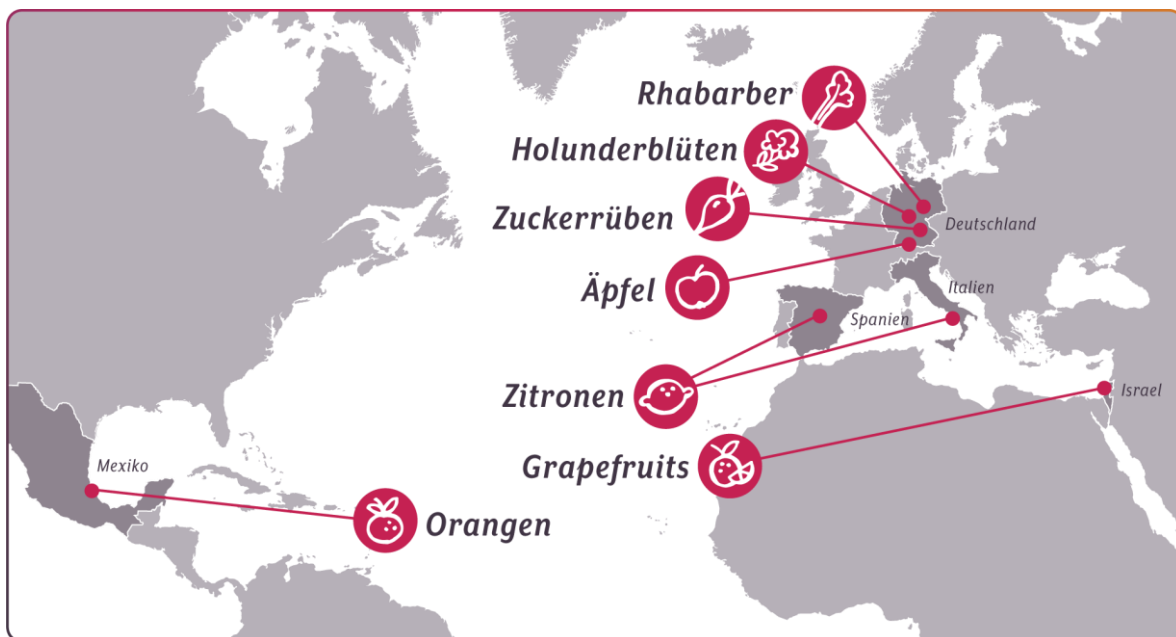 Rhabarber
Holunderblüten
Zuckerrüben
Deutschland
Äpfel
Italien
Spanien
Zitronen
Israel
Grapefruits
Mexiko
Orangen